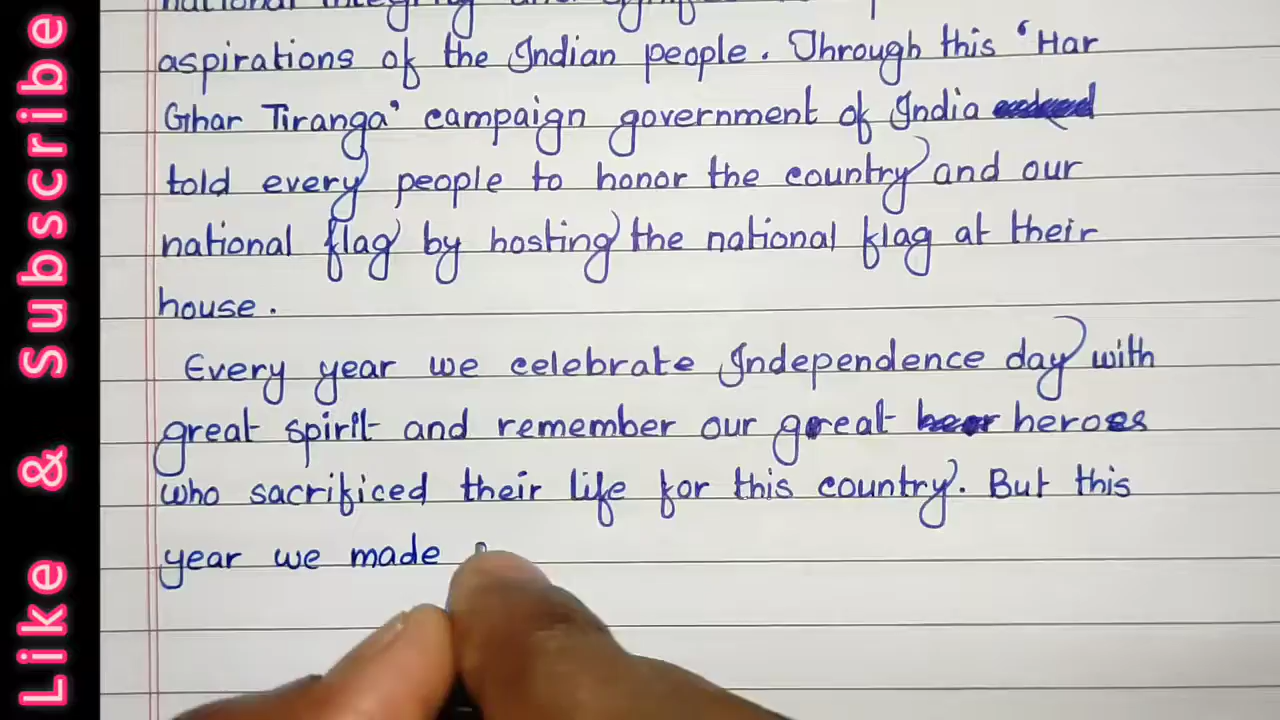 Like & Subscribe
national integrity and
aspirations of the Indian people. Through this 'Har
Ghar Tiranga' campaign government of India
told every people to honor the country and our
national flag by hosting the national flag at their
house.
Every year we celebrate Independence day with
great spirit and remember our great heroes
who sacrificed their life for this country. But this
year we made